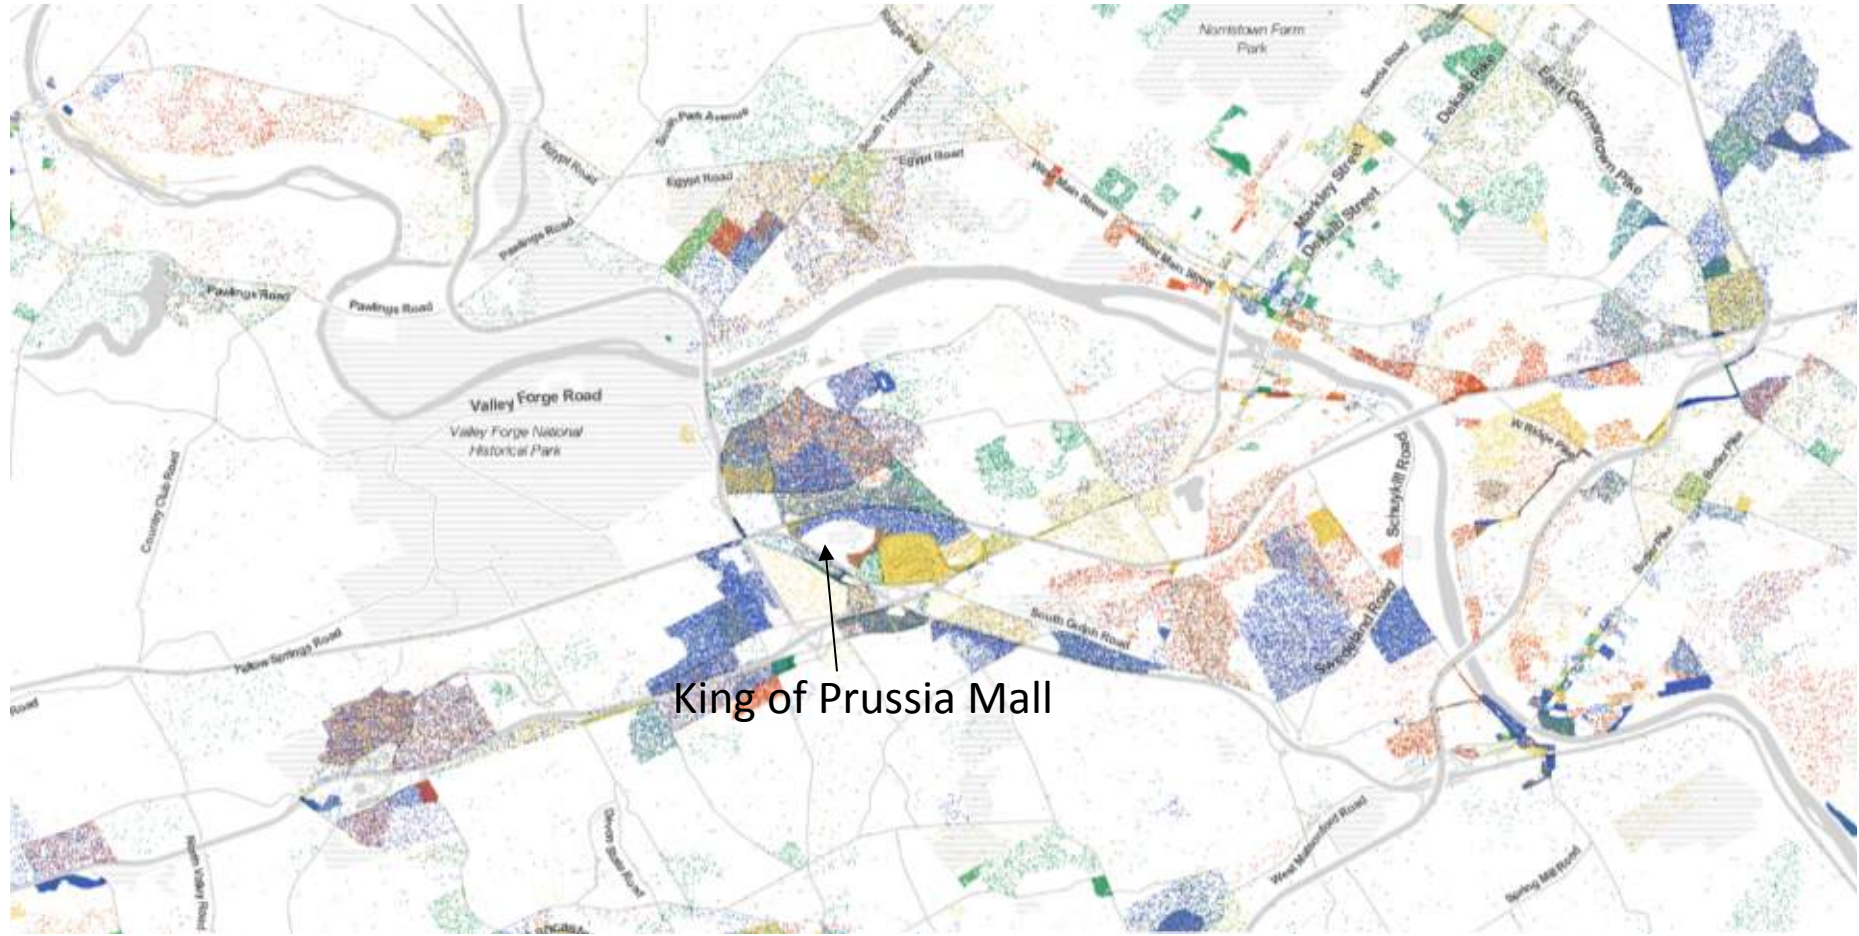 Norristown Farm
Park
Swede Road
Dekalb Pike
East Germantown Pike
South Park Avenue
South Trooper Road
Egypt Road
Egypt Road
Egypt Road
West Main Street
Markley Street
Dekalb Street
West Main Street
Pawlings Road
Pawlings Road
Pawlings Road
Valley Forge Road
Valley Forge National
Historical Park
W Ridge Pike
Butler Pike
Schuylkill Road
Country Club Road
Butler Pike
South Gulph Road
Swedeland Road
Yellow Springs Road
King of Prussia Mall
Road
West Matsonford Road
Spring Mill Road